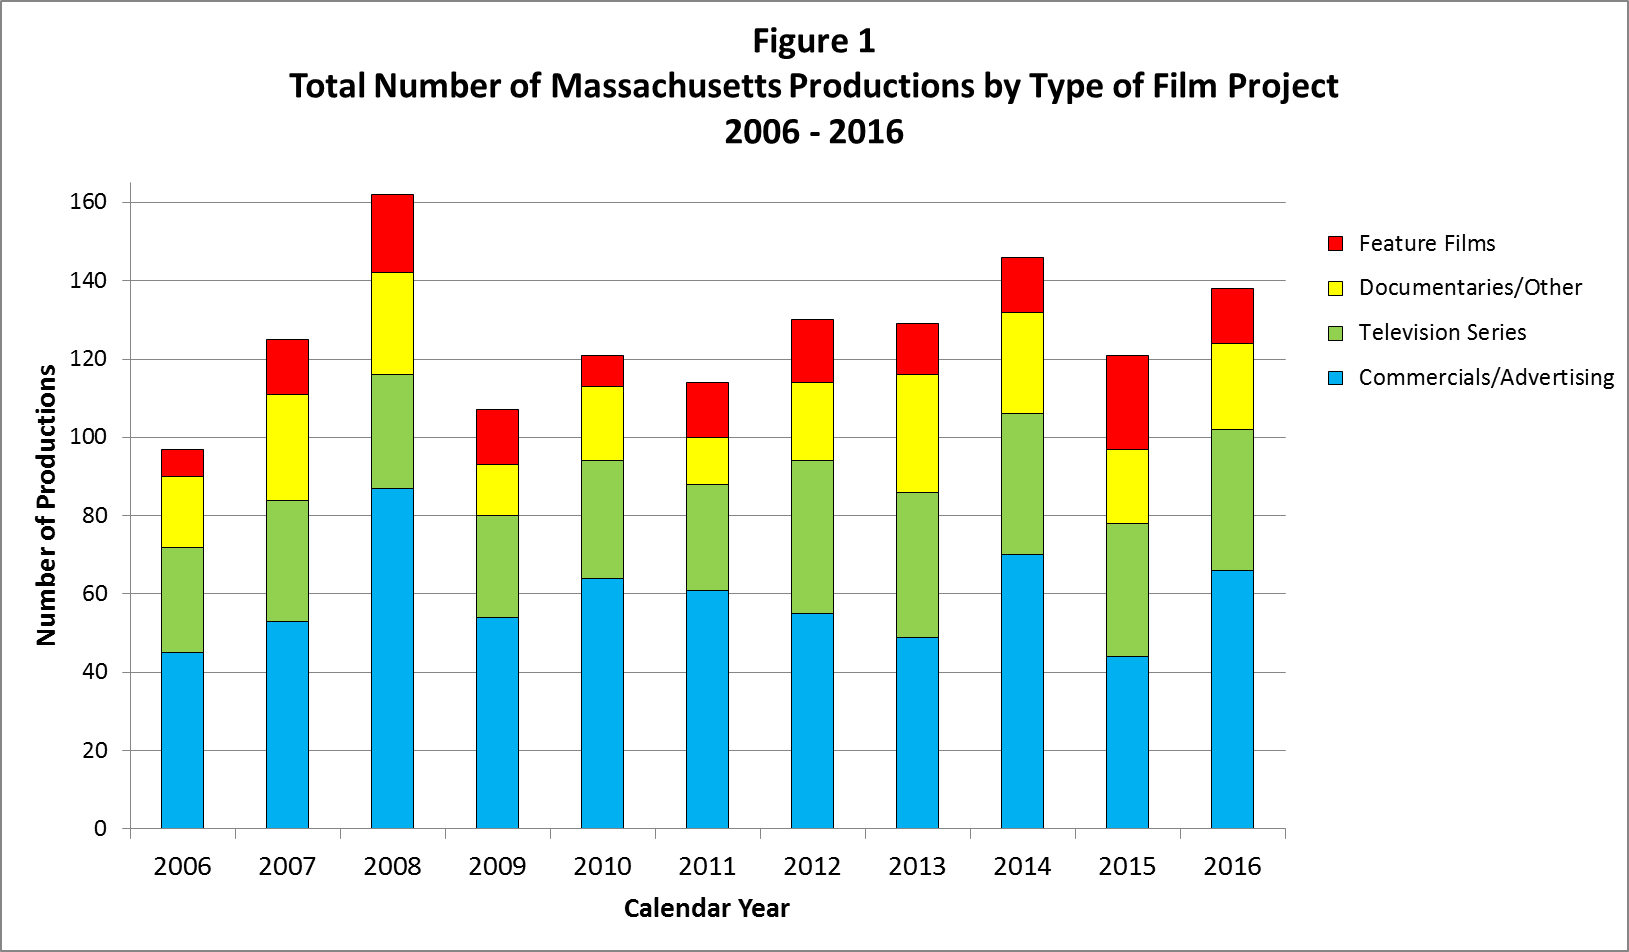 Figure 1
Total Number of Massachusetts Productions by Type of Film Project
2006 - 2016
Number of Productions
160
140
120
100
80
60
40
20
0
2006 2007 2008 2009 2010 2011 2012 2013 2014 2015 2016
Calendar Year
Feature Films
Documentaries/Other
Television Series
Commercials/Advertising